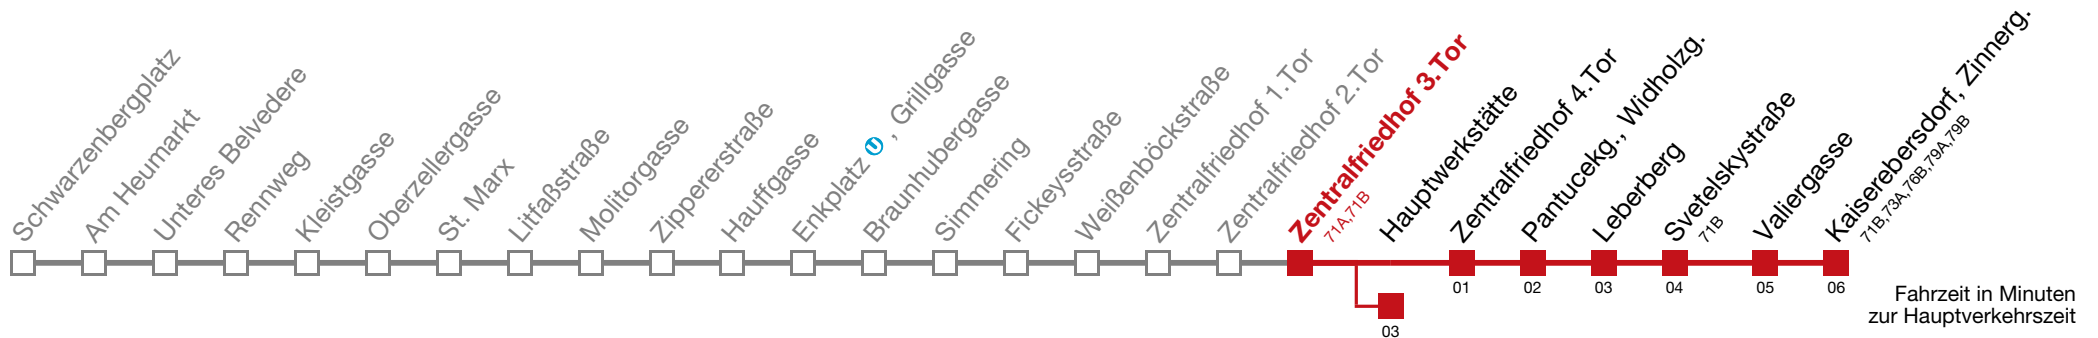 Schwarzenbergplatz
Am Heumarkt
Unteres Belvedere
Rennweg
Kleistgasse
Oberzellergasse
St. Marx
Litfaßstraße
Molitorgasse
Zippererstraße
Hauffgasse
Enkplatz U , Grillgasse
Braunhubergasse
Simmering
Fickeysstraße
Weißenböckstraße
Zentralfriedhof 1.Tor
Zentralfriedhof 2.Tor
Zentralfriedhof 3.Tor
71A,71B
Hauptwerkstätte
Zentralfriedhof 4.Tor
Pantucekg., Widholzg.
Leberberg
Svetelskystraße
71B
Valiergasse
Kaiserebersdorf, Zinnerg.
71B,73A,76B,79A,79B
01
02
03
04
05
06
03
Fahrzeit in Minuten
zur Hauptverkehrszeit